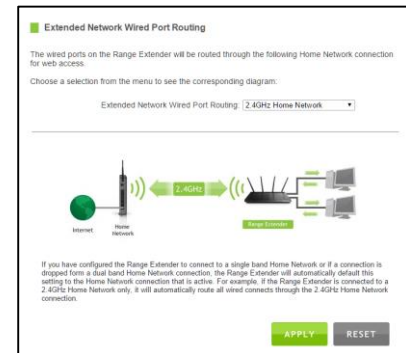 Extended Network Wired Port Routing
The wired ports on the Range Extender will be routed through the following Home Network connection
for web access.
Choose a selection from the menu to see the corresponding diagram:
Extended Network Wired Port Routing: 2.4GHz Home Network
2.4GHz
Internet
Home
Network
Range Extender
If you have configured the Range Extender to connect to a single band Home Network or if a connection is
dropped form a dual band Home Network connection, the Range Extender will automatically default this
setting to the Home Network connection that is active. For example, if the Range Extender is connected to a
2.4GHz Home Network only, it will automatically route all wired connects through the 2.4GHz Home Network
connection.
APPLY
RESET